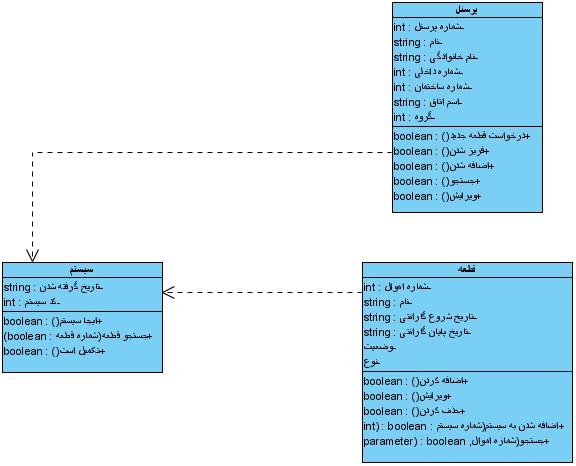 پرسنل
-شماره پرسنل : int
-نام : string
-نام خانوادگی : string
-شماره داخلی : int
-شماره ساختمان : int
-اسم اتاق : string
-گروه : int
+درخواست قطعه جدید() : boolean
+فریز شدن() : boolean
+اضافه شدن() : boolean
+جستجو() : boolean
+ویرایش() : boolean
سیستم
-تاریخ گرفته شدن : string
-کد سیستم : int
+ایجا سیستم() : boolean
+جستجو قطعه(شماره قطعه : boolean)
+تکمیل است() : boolean
قطعه
-شماره اموال : int
-نام : string
-تاریخ شروع گارانتی : string
-تاریخ پایان گارانتی : string
-وضعیت
-نوع
+اضافه کردن() : boolean
+ویرایش() : boolean
+حذف کردن() : boolean
+اضافه شدن به سیستم(شماره سیستم : int) : boolean
+جستجو(شماره اموال, parameter) : boolean